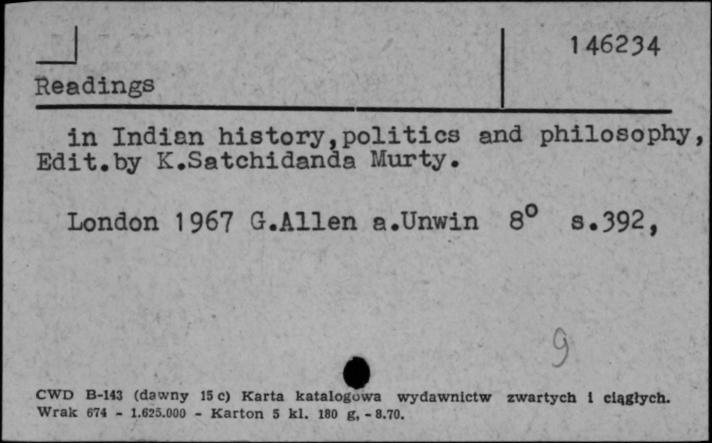 146234
Readings
in Indian history,politics and philosophy,
Edit.by K.Satchidanda Murty.
London 1967 G.Allen a.Unwin 8° s.392,
9
CWD B-143 (dawny 15 c) Karta katalogowa wydawnictw zwartych i ciągłych.
Wrak 674 - 1.625.000 - Karton 5 kl. 180 g, - 8.70.